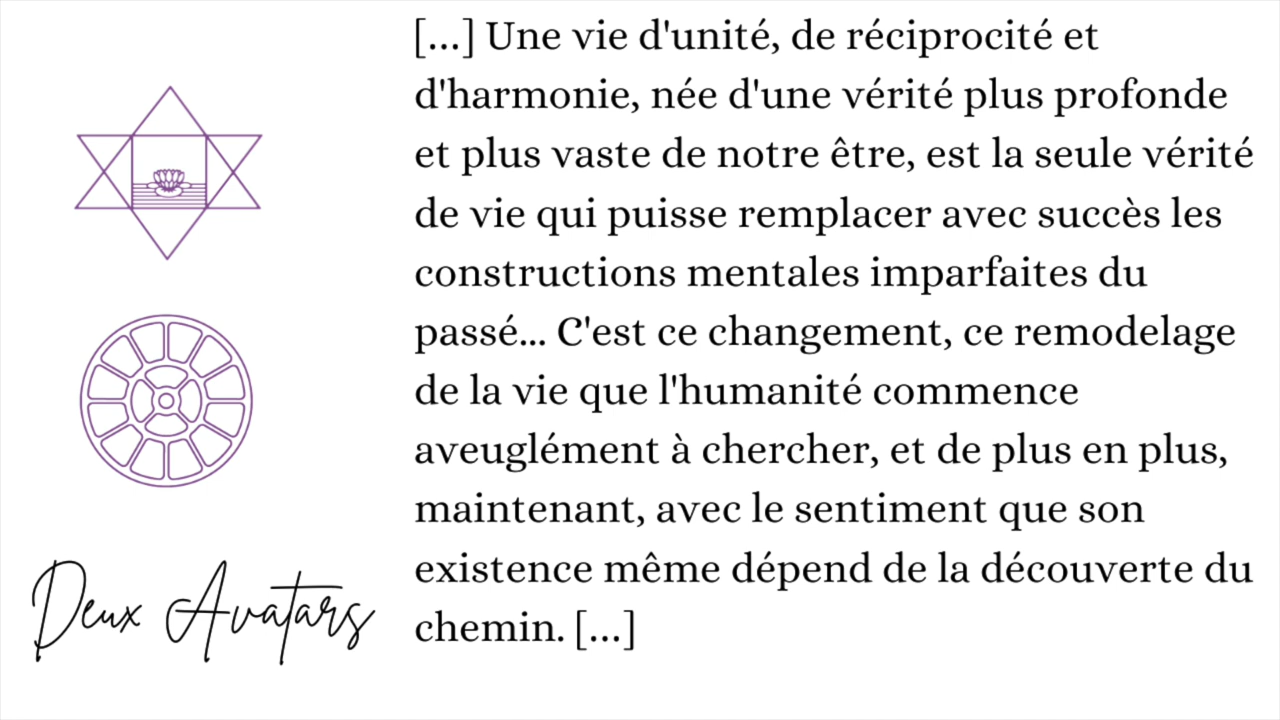 [...] Une vie d'unité, de réciprocité et
d'harmonie, née d'une vérité plus profonde
et plus vaste de notre être, est la seule vérité
de vie qui puisse remplacer avec succès les
constructions mentales imparfaites du
passé... C'est ce changement, ce remodelage
de la vie que l'humanité commence
aveuglément à chercher, et de plus en plus,
maintenant, avec le sentiment que son
existence même dépend de la découverte du
chemin. [...]
Deux Avatars